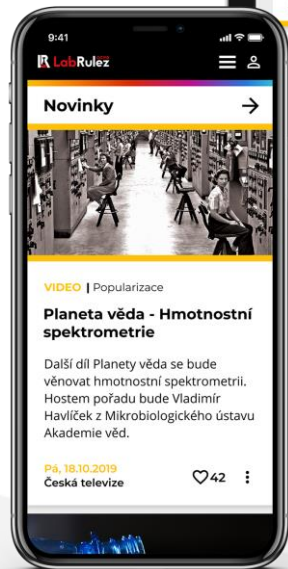 9:41
LabRulez
Novinky
VIDEO | Popularizace
Planeta věda - Hmotnostní
spektrometrie
Další díl Planety věda se bude
věnovat hmotnostní spektrometrii.
Hostem pořadu bude Vladimír
Havlíček z Mikrobiologického ústavu
Akademie věd.
Pá, 18.10.2019
Česká televize
42